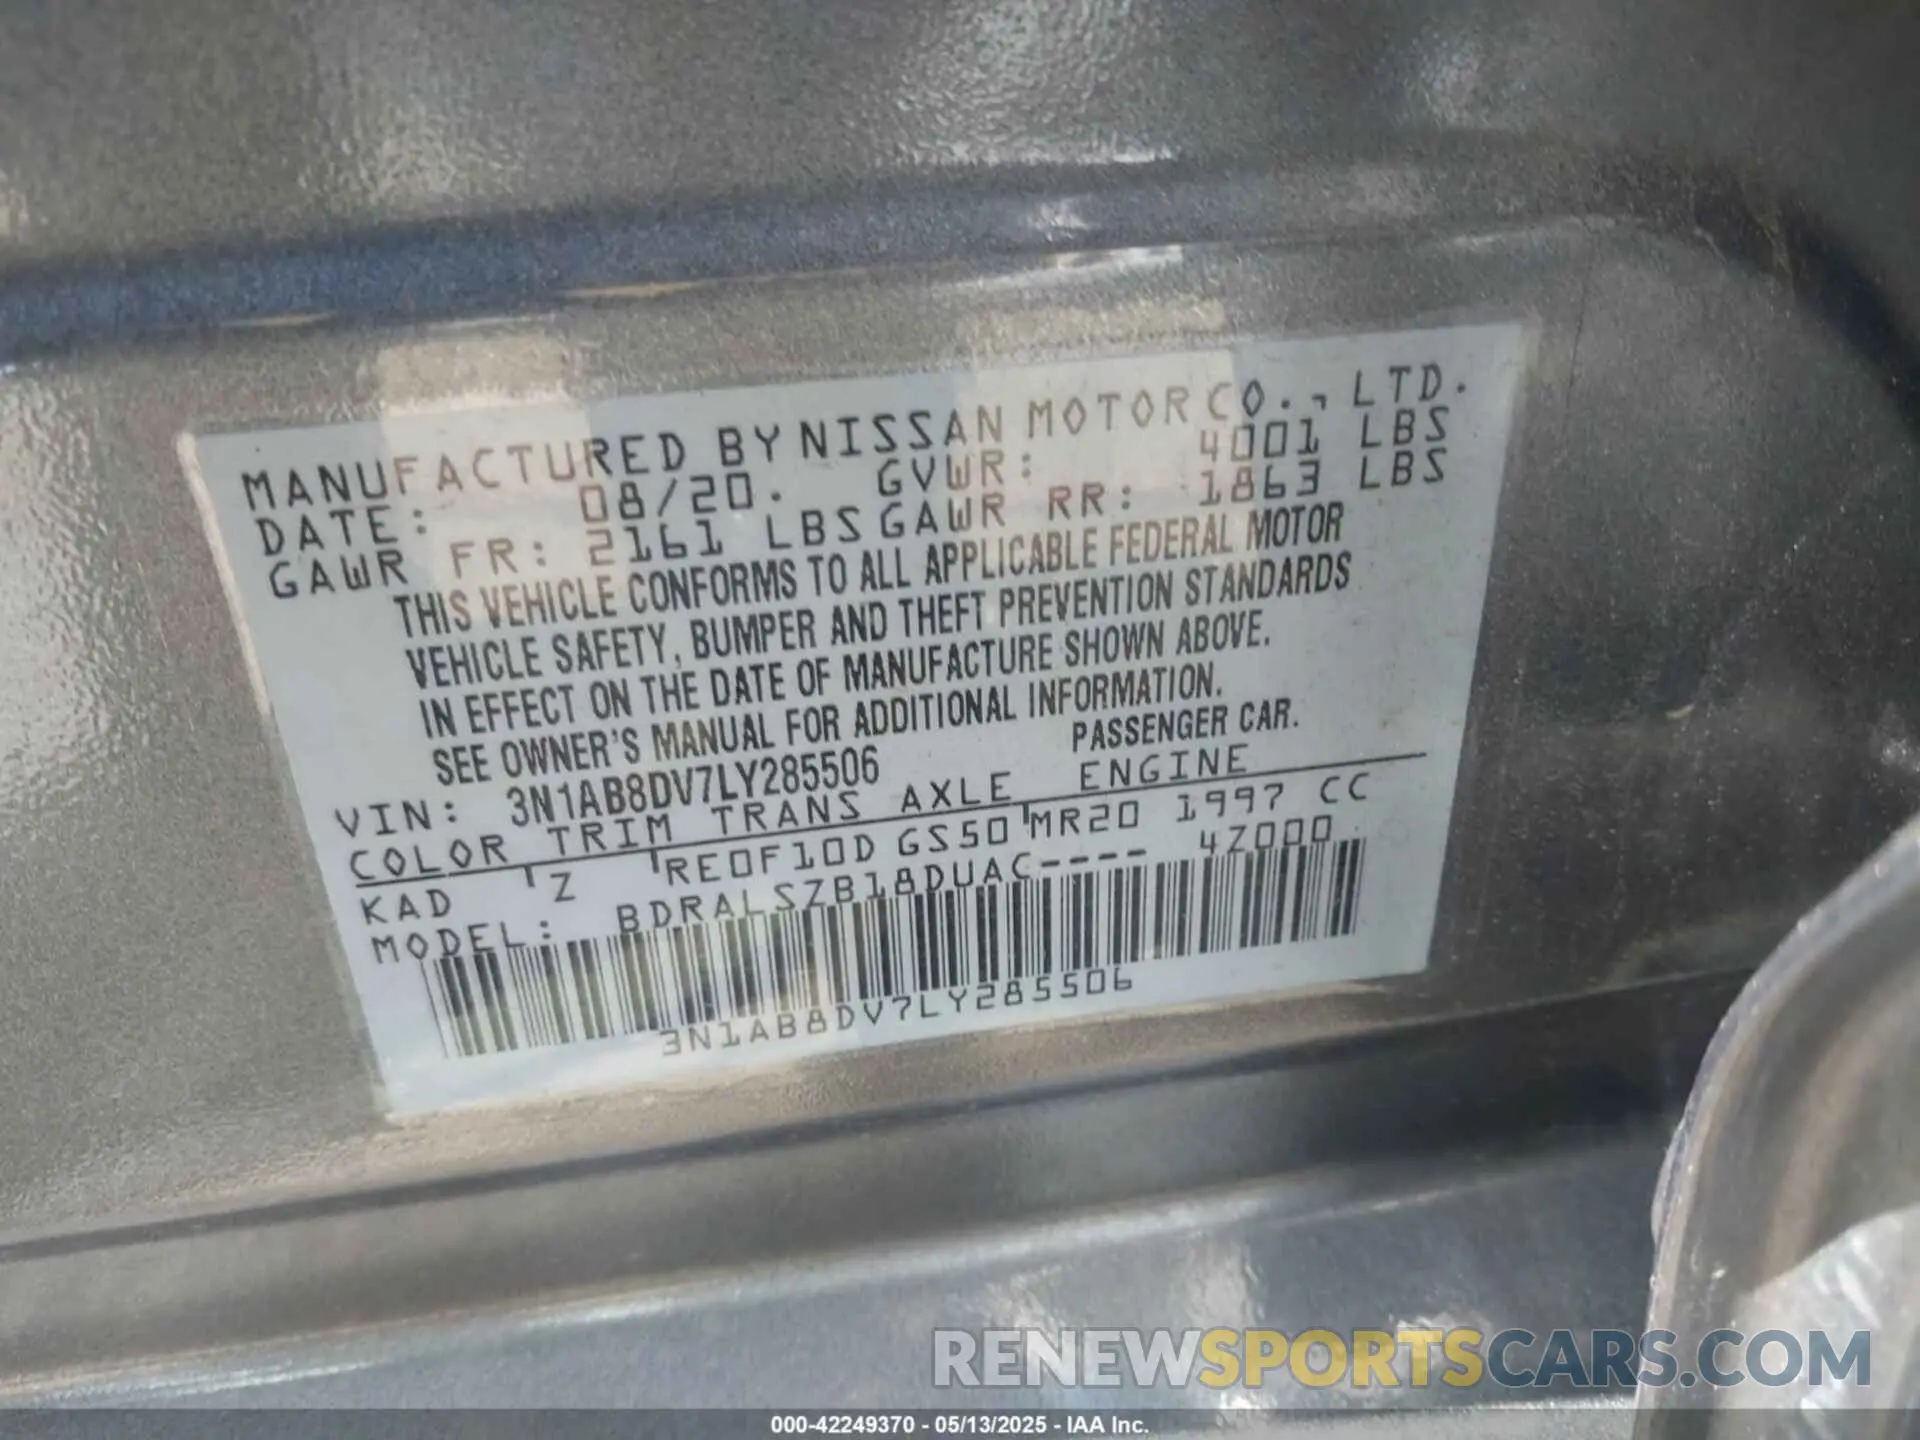 MANUFACTURED BY NISSAN MOTOR CO., LTD.
DATE: 08/20. GVWR: 4001 LBS
GAWR FR: 2161 LBS GAWR RR: 1863 LBS
THIS VEHICLE CONFORMS TO ALL APPLICABLE FEDERAL MOTOR
VEHICLE SAFETY, BUMPER AND THEFT PREVENTION STANDARDS
IN EFFECT ON THE DATE OF MANUFACTURE SHOWN ABOVE.
SEE OWNER'S MANUAL FOR ADDITIONAL INFORMATION.
VIN: 3N1AB8DV7LY285506 PASSENGER CAR.
COLOR TRIM TRANS AXLE ENGINE
KAD Z RE0F10D GS50 MR20 1997 CC
MODEL: BDRALSZB18DUAC---- 4Z000
3N1AB8DV7LY285506
RENEWSPORTSCARS.COM
000-42249370 - 05/13/2025 - IAA Inc.